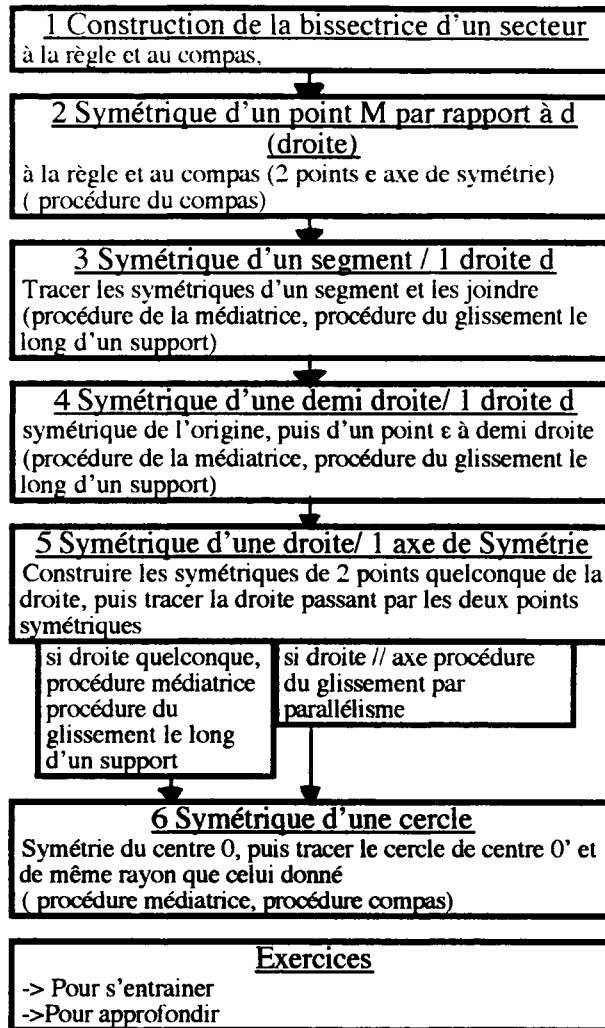 1 Construction de la bissectrice d'un secteur
à la règle et au compas,
2 Symétrique d'un point M par rapport à d
(droite)
à la règle et au compas (2 points e axe de symétrie)
( procédure du compas)
3 Symétrique d'un segment / 1 droite d
Tracer les symétriques d'un segment et les joindre
(procédure de la médiatrice, procédure du glissement le
long d'un support)
4 Symétrique d'une demi droite/ 1 droite d
symétrique de l'origine, puis d'un point ε à demi droite
(procédure de la médiatrice, procédure du glissement le
long d'un support)
5 Symétrique d'une droite/ 1 axe de Symétrie
Construire les symétriques de 2 points quelconque de la
droite, puis tracer la droite passant par les deux points
symétriques
si droite quelconque,
procédure médiatrice
procédure du
glissement le long
d'un support
si droite // axe procédure
du glissement par
parallélisme
6 Symétrique d'une cercle
Symétrie du centre 0, puis tracer le cercle de centre 0' et
de même rayon que celui donné
( procédure médiatrice, procédure compas)
Exercices
-> Pour s'entrainer
->Pour approfondir